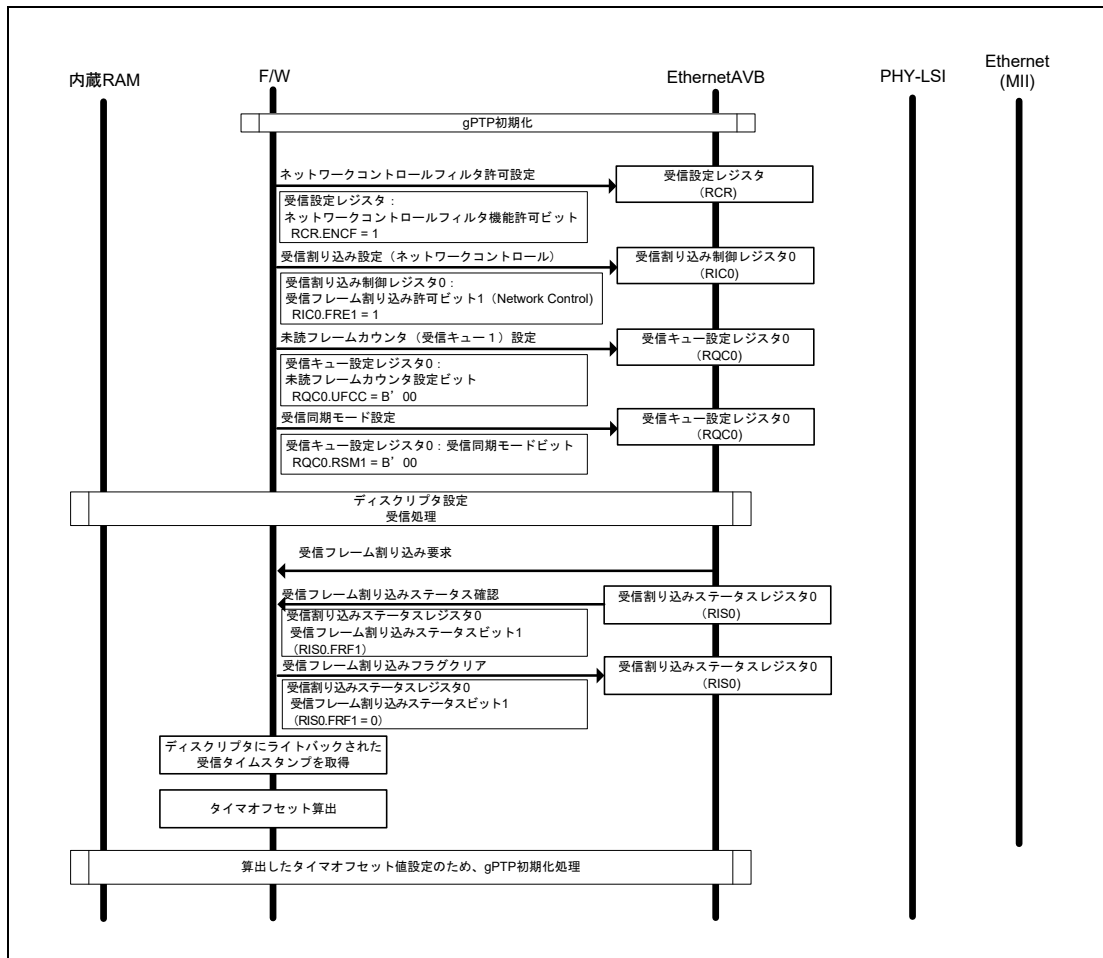 内蔵RAM
F/W
EthernetAVB
PHY-LSI
Ethernet
(MII)
gPTP初期化
ネットワークコントロールフィルタ許可設定
受信設定レジスタ
(RCR)
受信設定レジスタ：
ネットワークコントロールフィルタ機能許可ビット
RCR.ENCF = 1
受信割り込み設定（ネットワークコントロール）
受信割り込み制御レジスタ0
(RIC0)
受信割り込み制御レジスタ0：
受信フレーム割り込み許可ビット1（Network Control)
RIC0.FRE1 = 1
未読フレームカウンタ（受信キュー１）設定
受信キュー設定レジスタ0
(RQC0)
受信キュー設定レジスタ0：
未読フレームカウンタ設定ビット
RQC0.UFCC = B’00
受信同期モード設定
受信キュー設定レジスタ0
(RQC0)
受信キュー設定レジスタ0：受信同期モードビット
RQC0.RSM1 = B’00
ディスクリプタ設定
受信処理
受信フレーム割り込み要求
受信フレーム割り込みステータス確認
受信割り込みステータスレジスタ0
(RIS0)
受信割り込みステータスレジスタ0
受信フレーム割り込みステータスビット1
（RIS0.FRF1）
受信フレーム割り込みフラグクリア
受信割り込みステータスレジスタ0
(RIS0)
受信割り込みステータスレジスタ0
受信フレーム割り込みステータスビット1
（RIS0.FRF1 = 0）
ディスクリプタにライトバックされた
受信タイムスタンプを取得
タイマオフセット算出
算出したタイマオフセット値設定のため、gPTP初期化処理